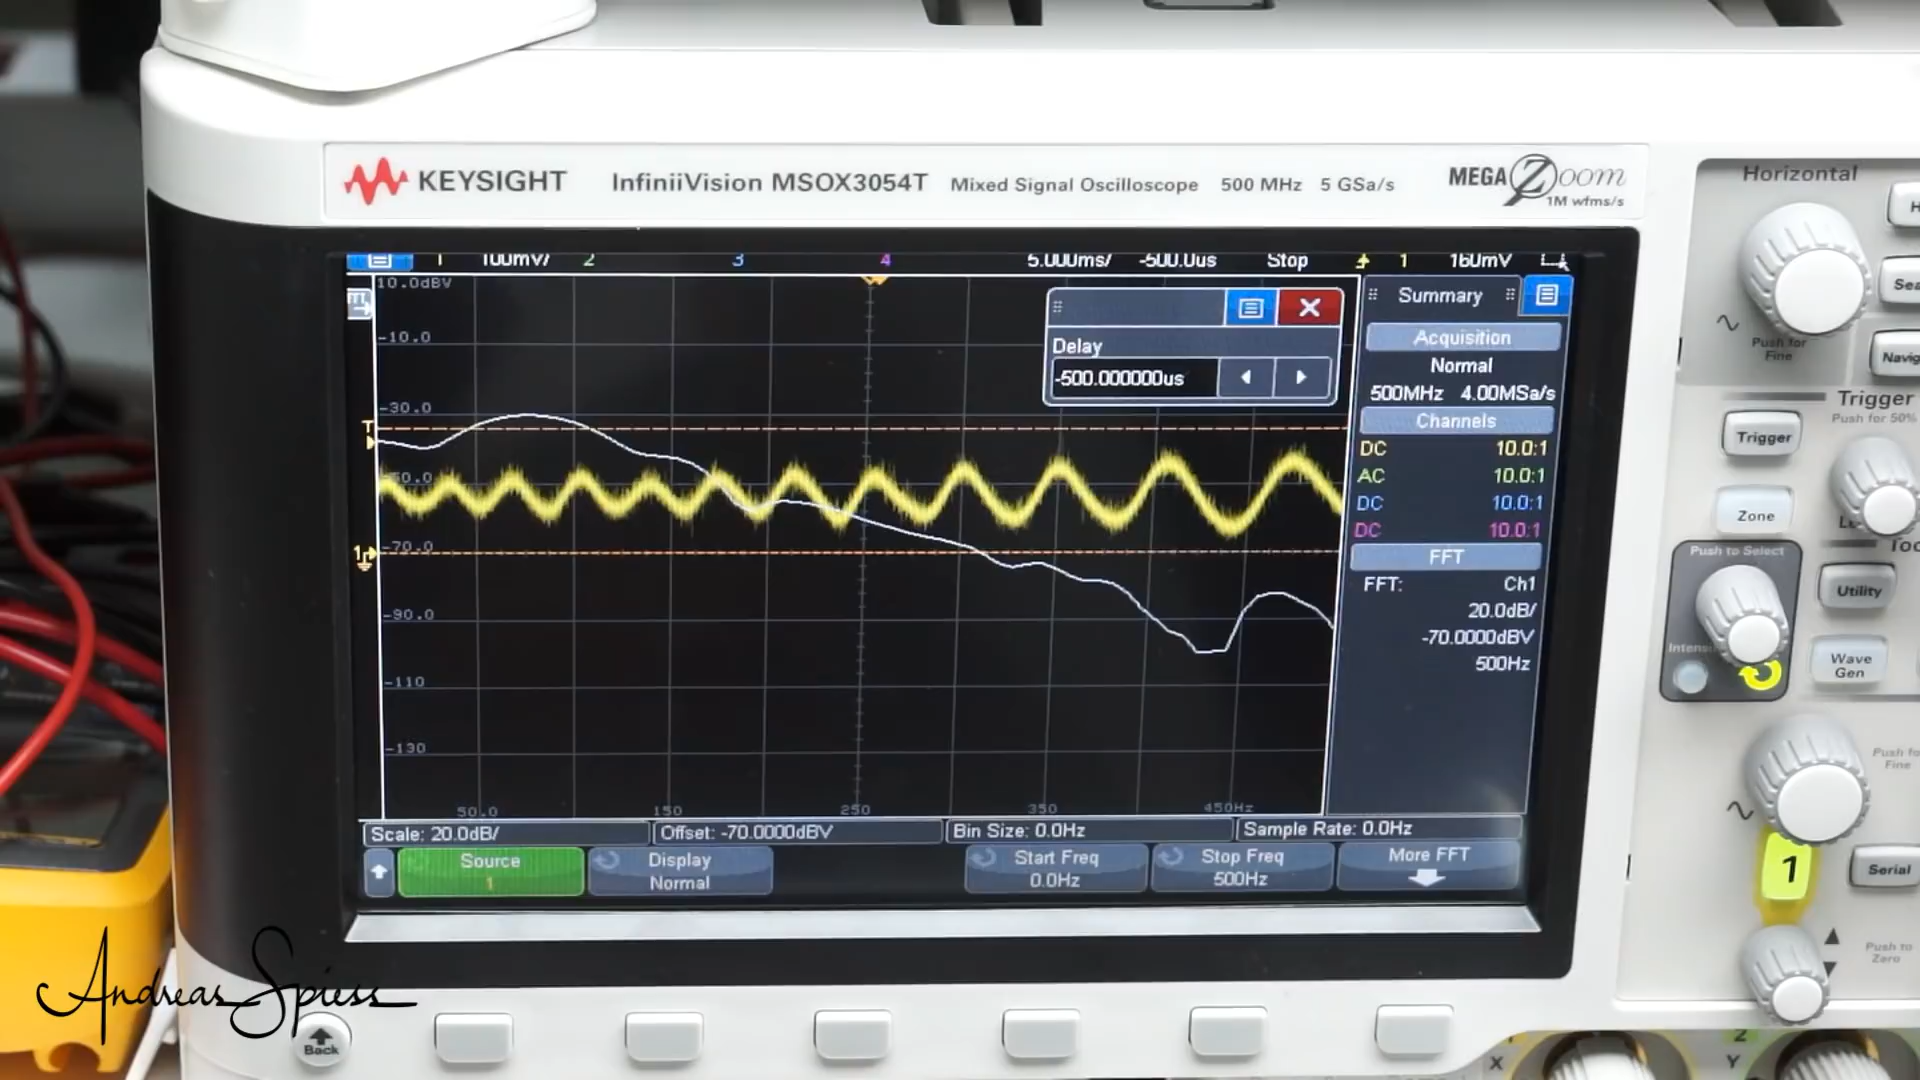 KEYSIGHT InfiniiVision MSOX3054T Mixed Signal Oscilloscope 500 MHz 5 GSa/s MEGA Zoom
1M wfms/s
1 100mV/ 2 3 4 5.000ms/ -500.0us Stop 1 160mV
10.0dBV
-10.0
-30.0
-50.0
-70.0
-90.0
-110
-130
50.0 150 250 350 450Hz
T
1
Delay
-500.000000us
Summary
Acquisition
Normal
500MHz 4.00MSa/s
Channels
DC 10.0:1
AC 10.0:1
DC 10.0:1
DC 10.0:1
FFT
FFT: Ch1
20.0dB/
-70.0000dBV
500Hz
Scale: 20.0dB/ Offset: -70.0000dBV Bin Size: 0.0Hz Sample Rate: 0.0Hz
Source
1
Display
Normal
Start Freq
0.0Hz
Stop Freq
500Hz
More FFT
Back
Horizontal
Push for
Fine
Trigger
Push for 50%
Trigger
Zone
Push to Select
Utility
Wave
Gen
Push to
Zero
1
Serial
X
2
Y
Andreas Spiess